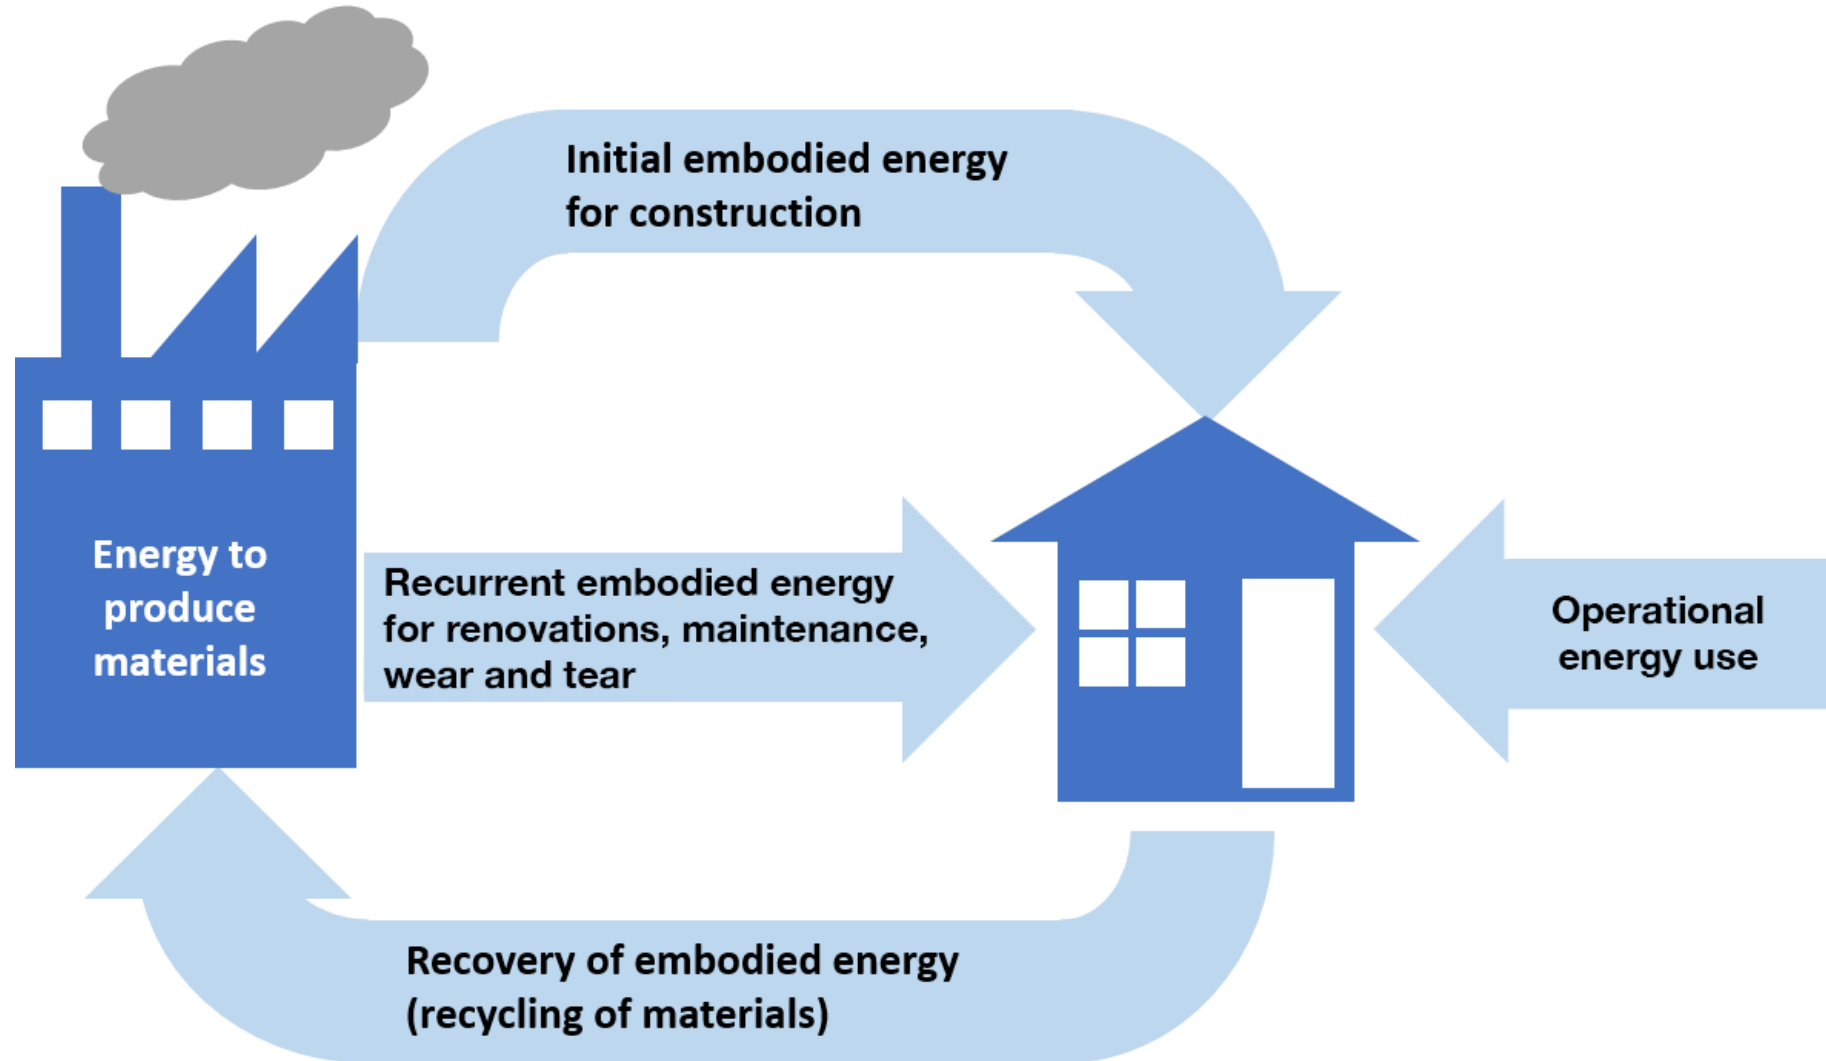 Initial embodied energy
for construction
Energy to
produce
materials
Recurrent embodied energy
for renovations, maintenance,
wear and tear
Operational
energy use
Recovery of embodied energy
(recycling of materials)